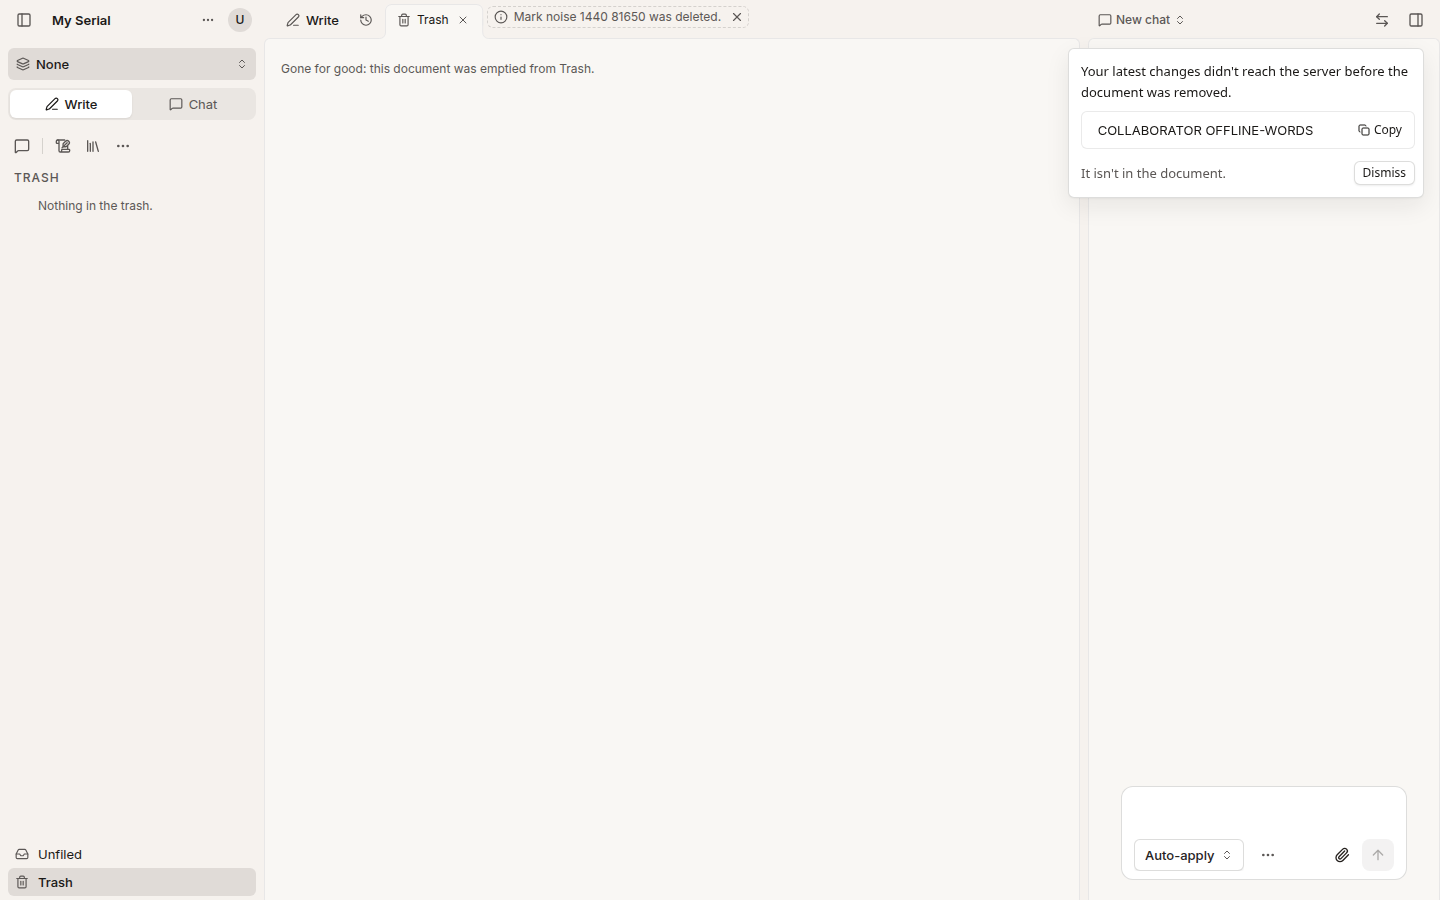 My Serial
U
Write
Trash
Mark noise 1440 81650 was deleted.
New chat
None
Write
Chat
TRASH
Nothing in the trash.
Gone for good: this document was emptied from Trash.
Your latest changes didn't reach the server before the
document was removed.
COLLABORATOR OFFLINE-WORDS
Copy
It isn't in the document.
Dismiss
Auto-apply
Unfiled
Trash